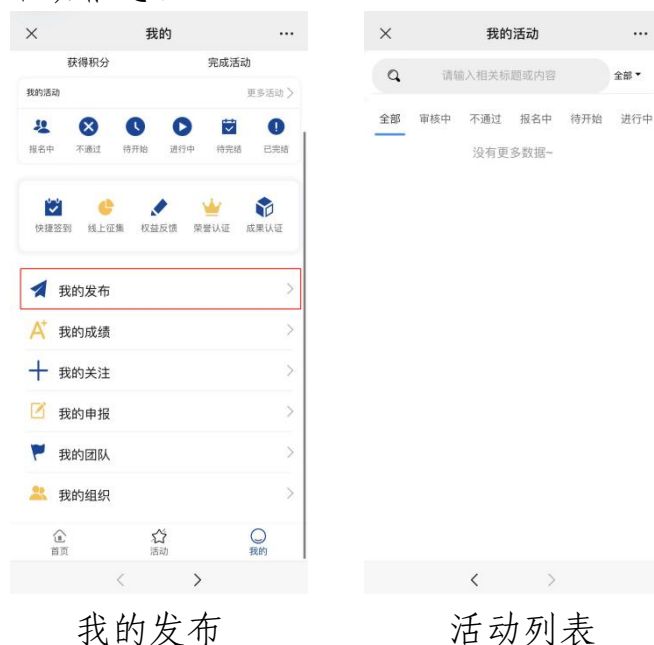 我的
获得积分 完成活动
我的活动 更多活动
报名中 不通过 待开始 进行中 待完结 已完结
快捷签到 线上征集 权益反馈 荣誉认证 成果认证
我的发布
我的成绩
我的关注
我的申报
我的团队
我的组织
首页 活动 我的
我的发布
我的活动
请输入相关标题或内容 全部
全部 审核中 不通过 报名中 待开始 进行中
没有更多数据~
活动列表